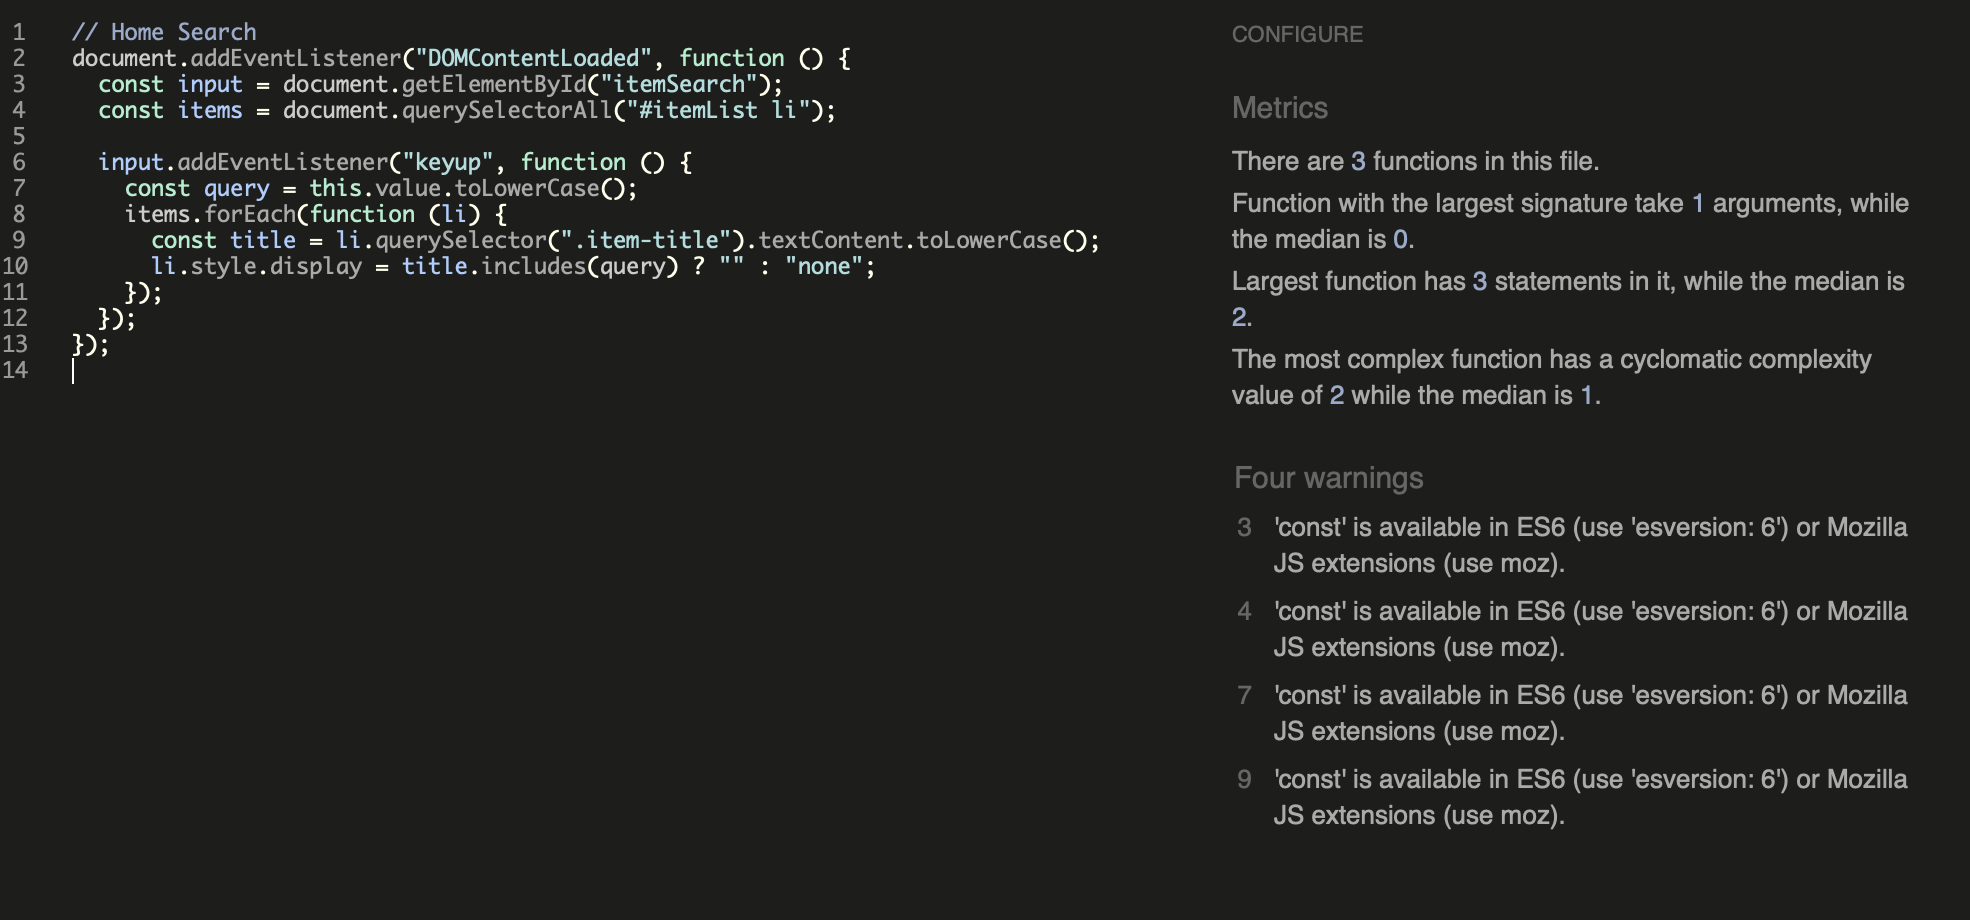 1 // Home Search
2 document.addEventListener("DOMContentLoaded", function () {
3   const input = document.getElementById("itemSearch");
4   const items = document.querySelectorAll("#itemList li");
5
6   input.addEventListener("keyup", function () {
7     const query = this.value.toLowerCase();
8     items.forEach(function (li) {
9       const title = li.querySelector(".item-title").textContent.toLowerCase();
10       li.style.display = title.includes(query) ? "" : "none";
11     });
12   });
13 });
14
CONFIGURE
Metrics
There are 3 functions in this file.
Function with the largest signature take 1 arguments, while
the median is 0.
Largest function has 3 statements in it, while the median is
2.
The most complex function has a cyclomatic complexity
value of 2 while the median is 1.
Four warnings
3 'const' is available in ES6 (use 'esversion: 6') or Mozilla
JS extensions (use moz).
4 'const' is available in ES6 (use 'esversion: 6') or Mozilla
JS extensions (use moz).
7 'const' is available in ES6 (use 'esversion: 6') or Mozilla
JS extensions (use moz).
9 'const' is available in ES6 (use 'esversion: 6') or Mozilla
JS extensions (use moz).